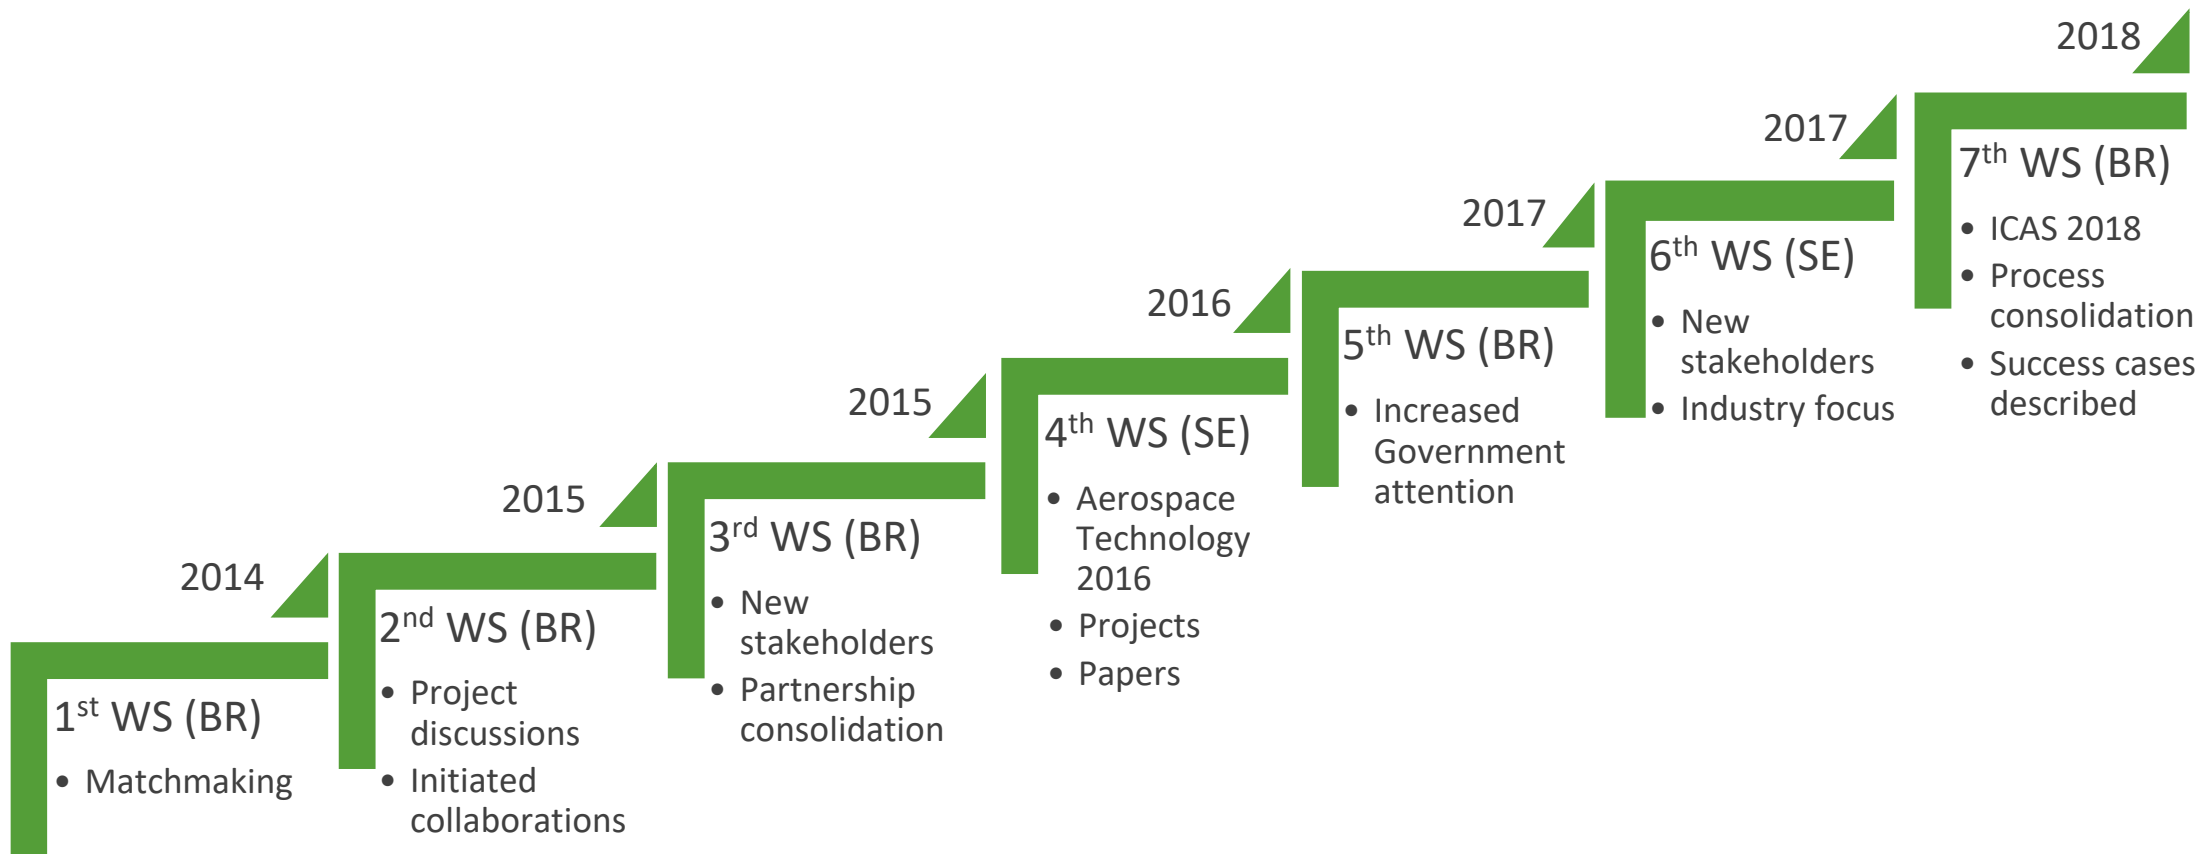 2014
1st WS (BR)
• Matchmaking
2015
2nd WS (BR)
• Project
discussions
• Initiated
collaborations
2015
3rd WS (BR)
• New
stakeholders
• Partnership
consolidation
2016
4th WS (SE)
• Aerospace
Technology
2016
• Projects
• Papers
2017
5th WS (BR)
• Increased
Government
attention
2017
6th WS (SE)
• New
stakeholders
• Industry focus
2018
7th WS (BR)
• ICAS 2018
• Process
consolidation
• Success cases
described